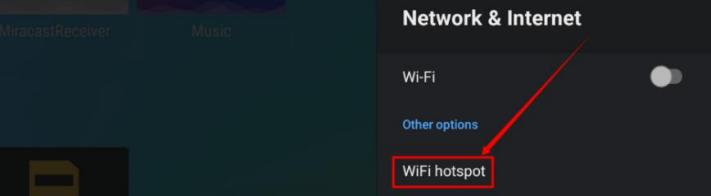 Network & Internet
MiracastReceiver
Music
Wi-Fi
Other options
WiFi hotspot